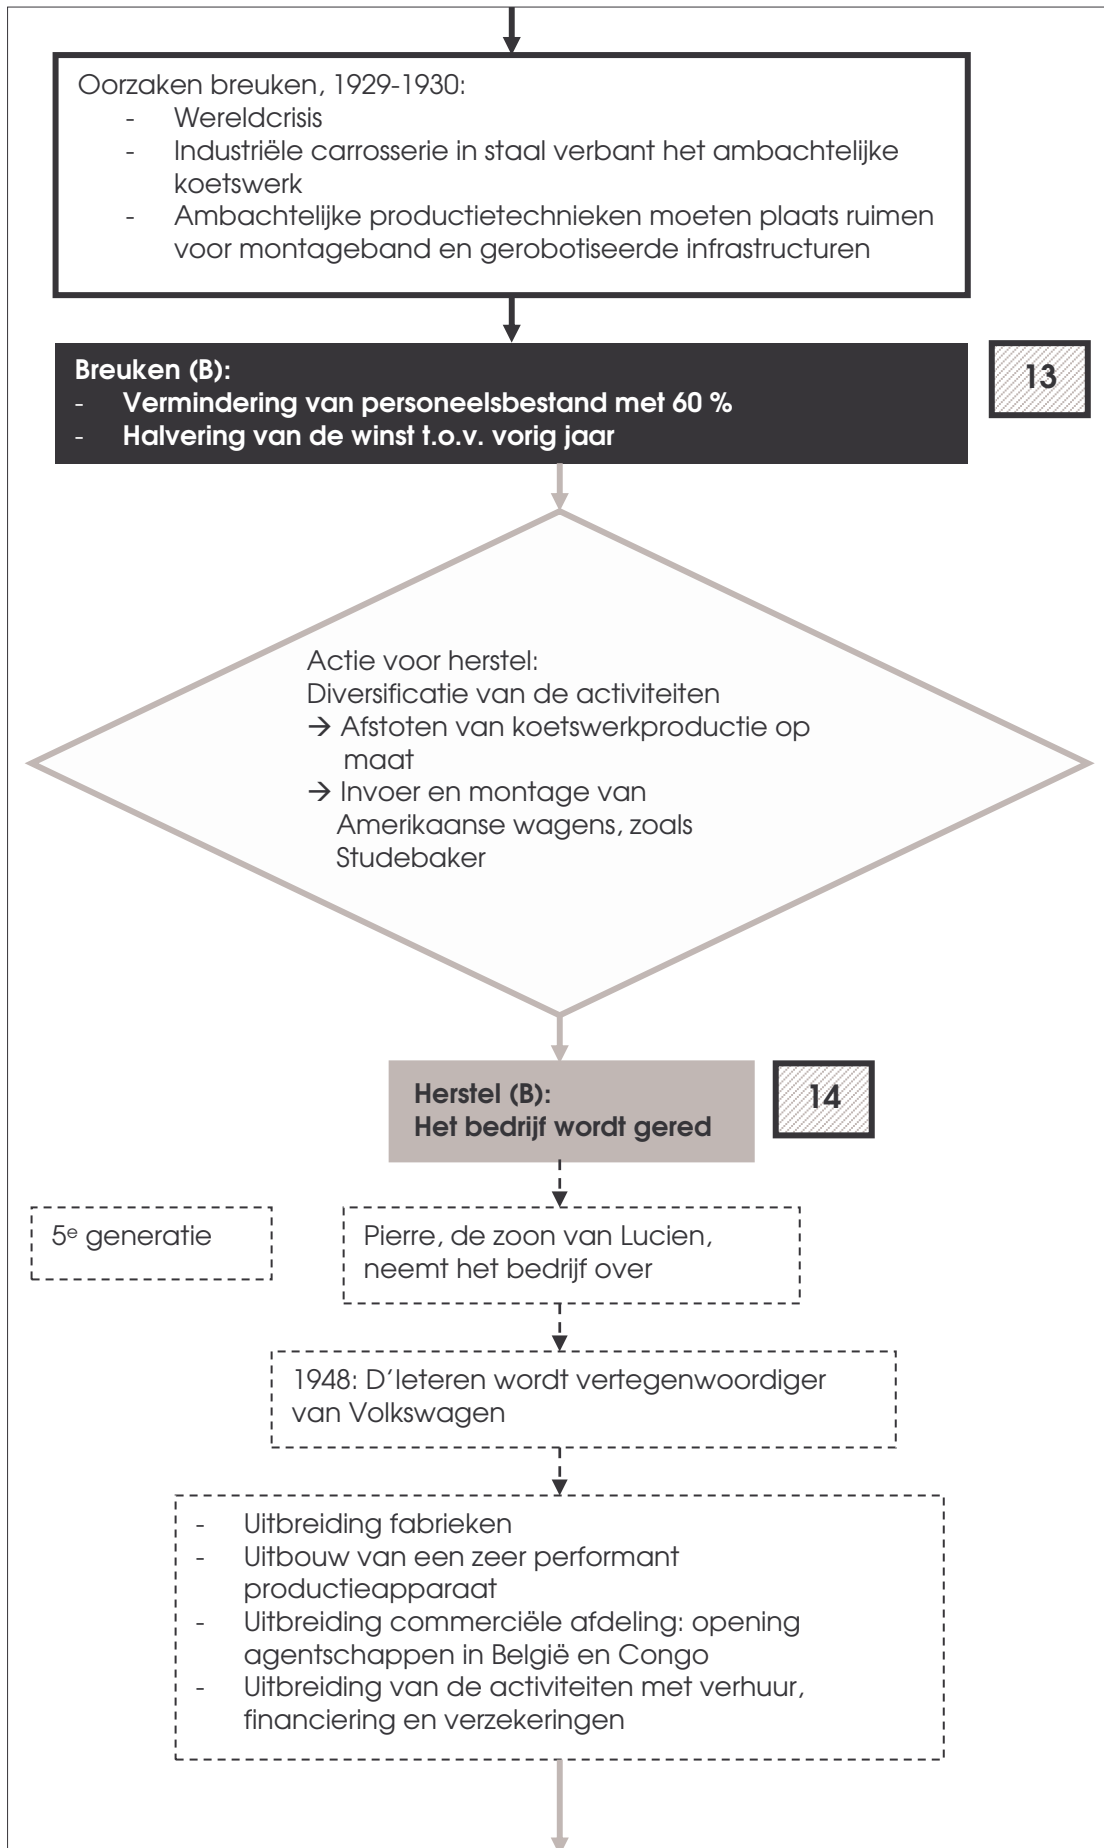 Oorzaken breuken, 1929-1930:
- Wereldcrisis
- Industriële carrosserie in staal verbant het ambachtelijke
koetswerk
- Ambachtelijke productietechnieken moeten plaats ruimen
voor montageband en gerobotiseerde infrastructuren
Breuken (B):
- Vermindering van personeelsbestand met 60 %
- Halvering van de winst t.o.v. vorig jaar
13
Actie voor herstel:
Diversificatie van de activiteiten
→ Afstoten van koetswerkproductie op
maat
→ Invoer en montage van
Amerikaanse wagens, zoals
Studebaker
Herstel (B):
Het bedrijf wordt gered
14
5e generatie
Pierre, de zoon van Lucien,
neemt het bedrijf over
1948: D'Ieteren wordt vertegenwoordiger
van Volkswagen
- Uitbreiding fabrieken
- Uitbouw van een zeer performant
productieapparaat
- Uitbreiding commerciële afdeling: opening
agentschappen in België en Congo
- Uitbreiding van de activiteiten met verhuur,
financiering en verzekeringen